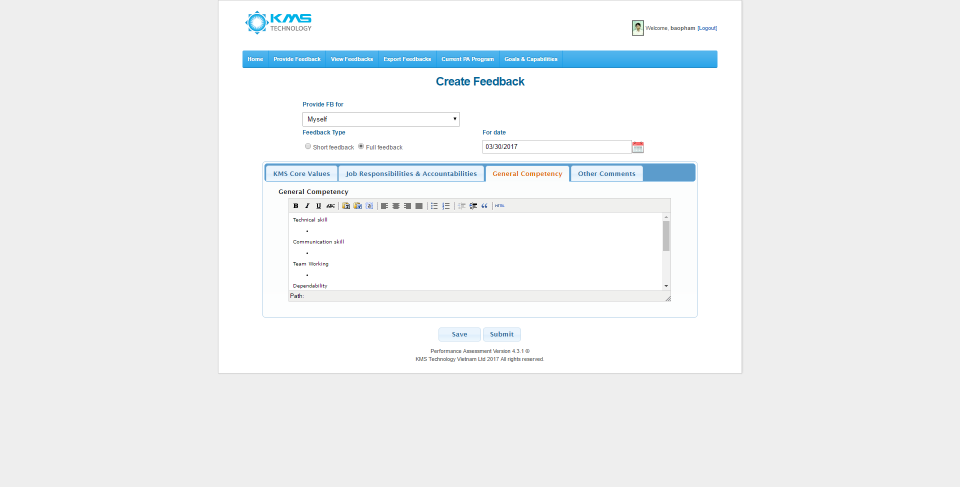 KMS
TECHNOLOGY
Welcome, baopham [Logout]
Home Provide Feedback View Feedbacks Export Feedbacks Current PA Program Goals & Capabilities
Create Feedback
Provide FB for
Myself
Feedback Type For date
Short feedback Full feedback 03/30/2017
KMS Core Values Job Responsibilities & Accountabilities General Competency Other Comments
General Competency
B I U ABC HTML
Technical skill
•
Communication skill
•
Team Working
•
Dependability
Path:
Save Submit
Performance Assessment Version 4.3.1 ®
KMS Technology Vietnam Ltd 2017 All rights reserved.